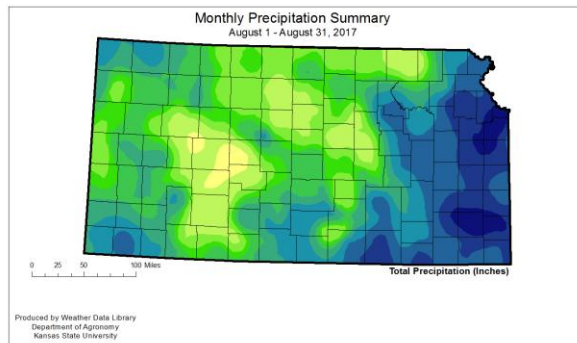 Monthly Precipitation Summary
August 1 - August 31, 2017
Total Precipitation (Inches)
0 25 50 100 Miles
Produced by Weather Data Library
Department of Agronomy
Kansas State University